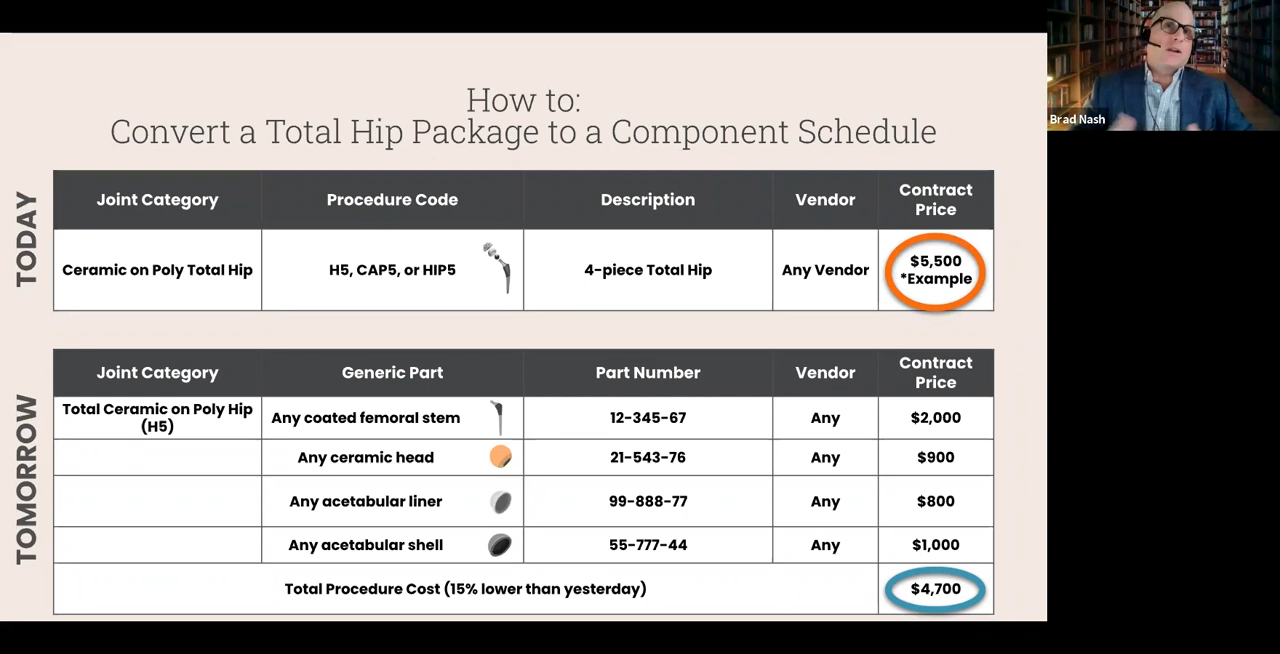 How to:
Convert a Total Hip Package to a Component Schedule
Brad Nash
TODAY
Joint Category
Procedure Code
Description
Vendor
Contract
Price
Ceramic on Poly Total Hip
H5, CAP5, or HIP5
4-piece Total Hip
Any Vendor
$5,500
*Example
TOMORROW
Joint Category
Generic Part
Part Number
Vendor
Contract
Price
Total Ceramic on Poly Hip
(H5)
Any coated femoral stem
12-345-67
Any
$2,000
Any ceramic head
21-543-76
Any
$900
Any acetabular liner
99-888-77
Any
$800
Any acetabular shell
55-777-44
Any
$1,000
Total Procedure Cost (15% lower than yesterday)
$4,700